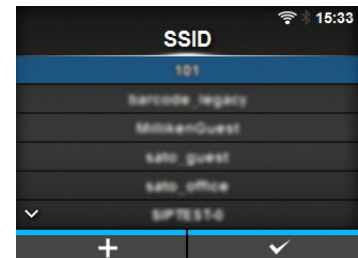 15:33
SSID
101
barcode_legacy
MillikenGuest
sato_guest
sato_office
SIPTEST-0